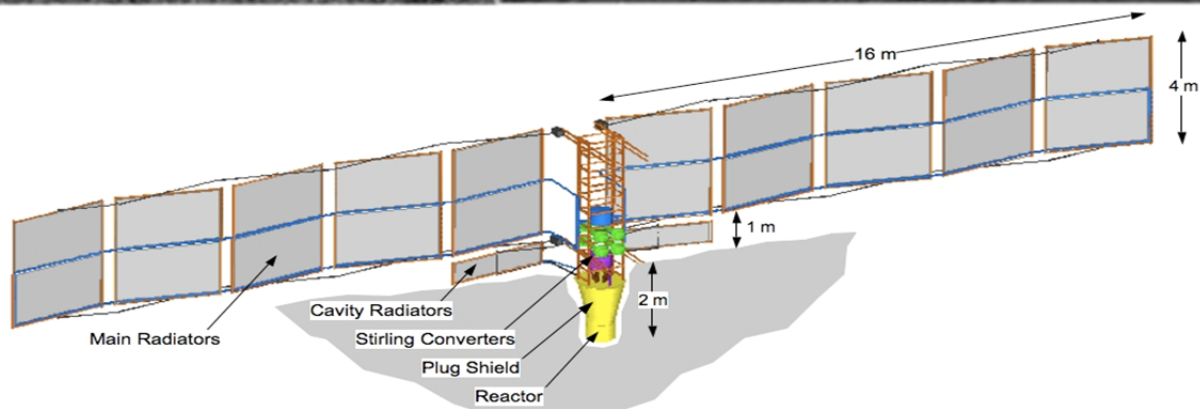 16 m
4 m
1 m
2 m
Cavity Radiators
Main Radiators
Stirling Converters
Plug Shield
Reactor